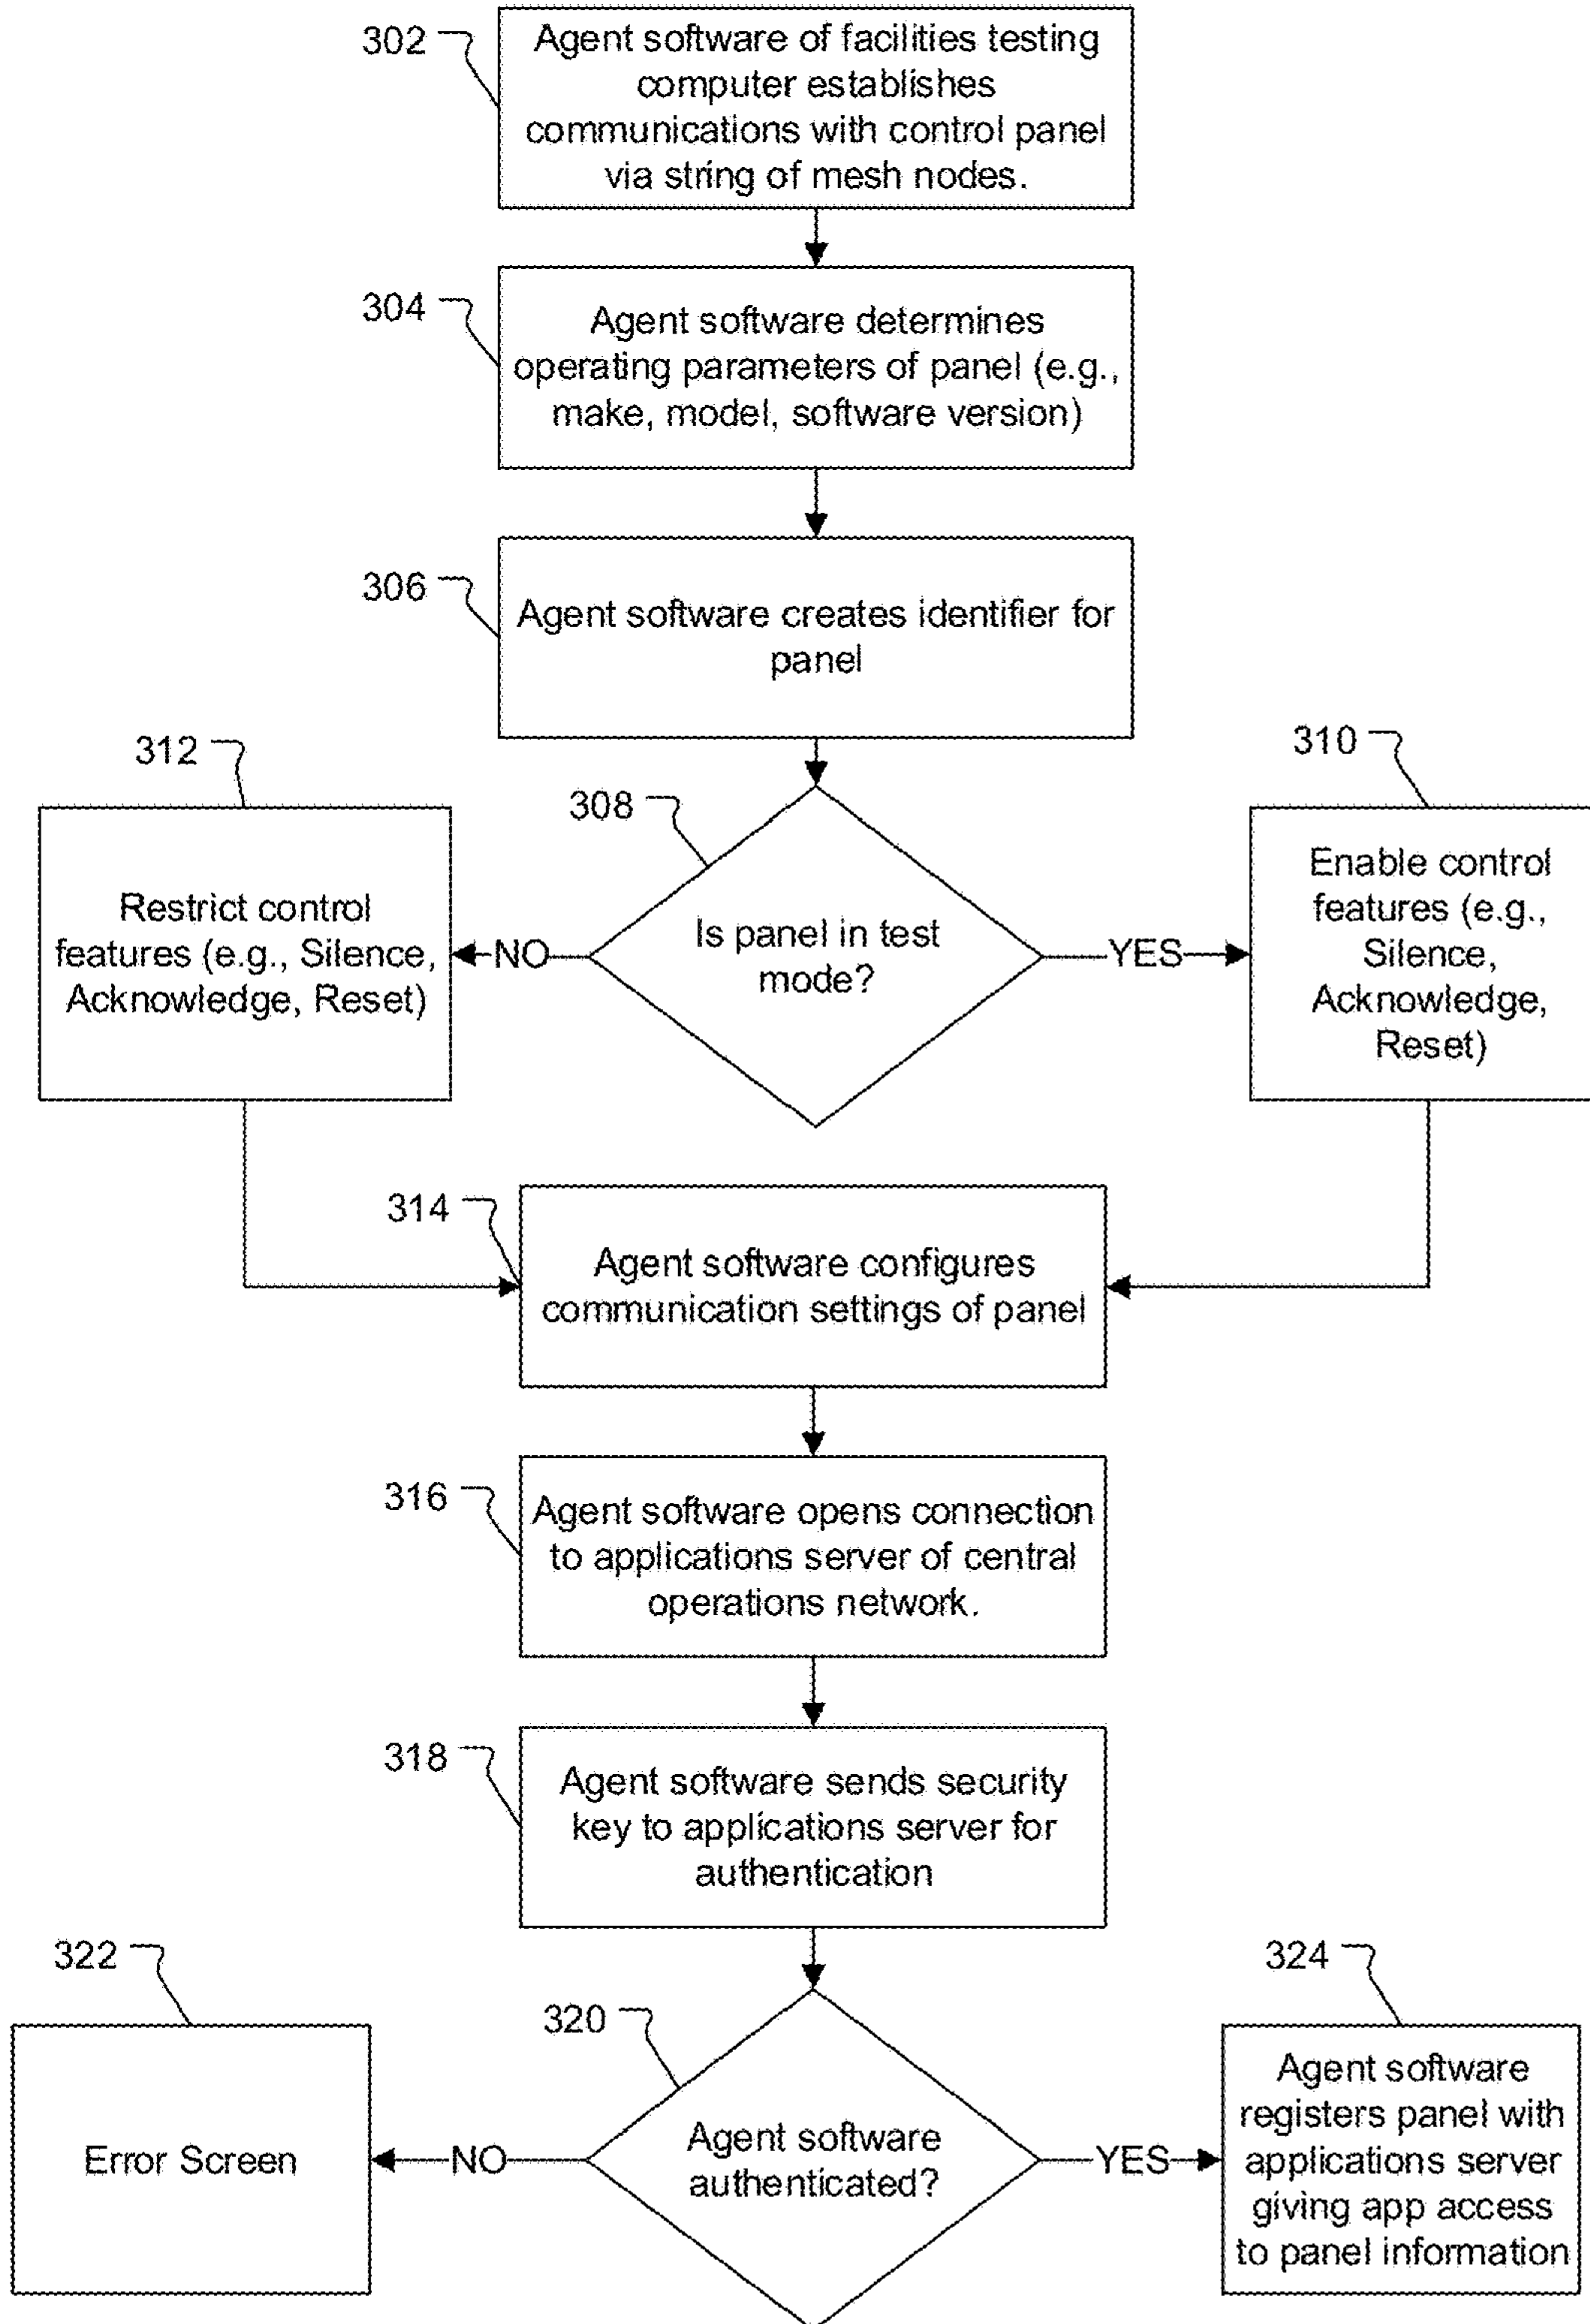 302
Agent software of facilities testing
computer establishes
communications with control panel
via string of mesh nodes.
304
Agent software determines
operating parameters of panel (e.g.,
make, model, software version)
306
Agent software creates identifier for
panel
308
Is panel in test
mode?
NO
YES
312
Restrict control
features (e.g., Silence,
Acknowledge, Reset)
310
Enable control
features (e.g.,
Silence,
Acknowledge,
Reset)
314
Agent software configures
communication settings of panel
316
Agent software opens connection
to applications server of central
operations network.
318
Agent software sends security
key to applications server for
authentication
320
Agent software
authenticated?
NO
YES
322
Error Screen
324
Agent software
registers panel with
applications server
giving app access
to panel information